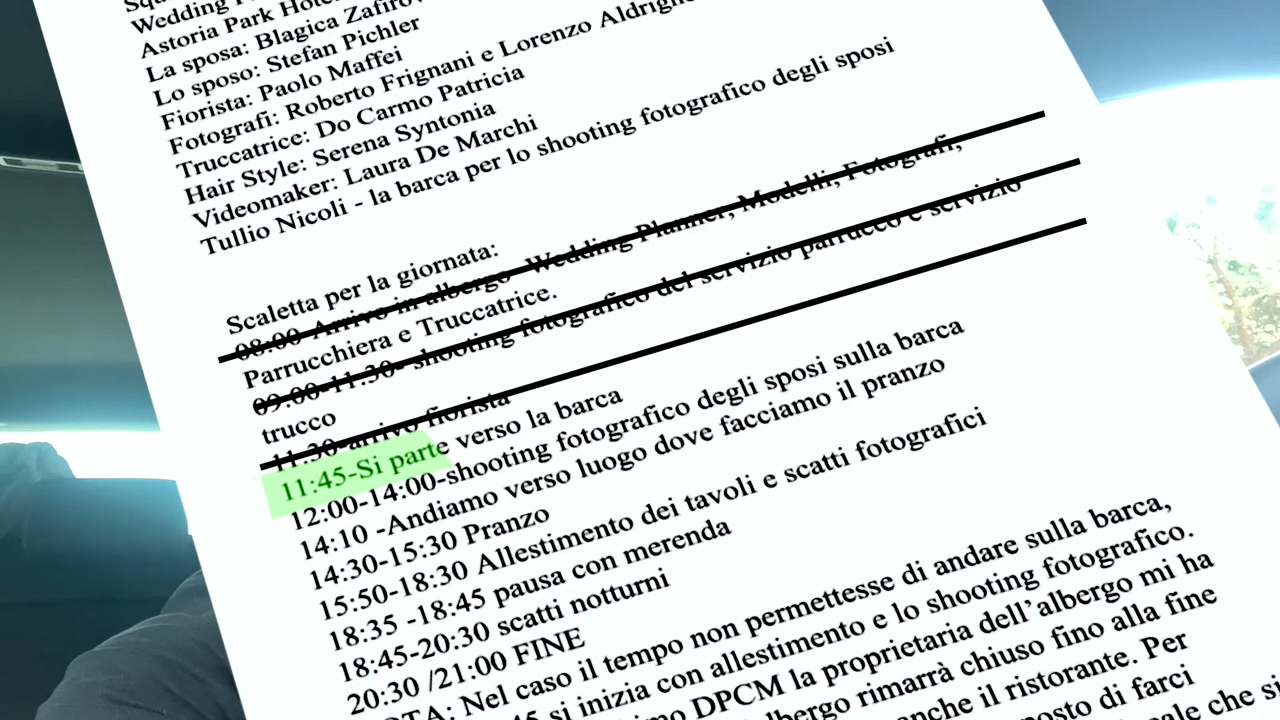 Wedding
Astoria Park Hotel
La sposa: Blagica
Lo sposo: Stefan Pichler
Fiorista: Paolo Maffei
Fotografi: Roberto Frignani e Lorenzo
Truccatrice: Do Carmo Patricia
Hair Style: Serena Syntonia
Videomaker: Laura De Marchi
Tullio Nicoli - la barca per lo shooting fotografico degli sposi
Scaletta per la giornata:
08:00-Arrivo in albergo- Wedding Planner, Modelli, Fotografi,
Parrucchiera e Truccatrice.
09:00-11:30- shooting fotografico del servizio parrucco e servizio
trucco
11:30-arrivo fiorista
11:45-Si parte verso la barca
12:00-14:00-shooting fotografico degli sposi sulla barca
14:10 -Andiamo verso luogo dove facciamo il pranzo
14:30-15:30 Pranzo
15:50-18:30 Allestimento dei tavoli e scatti fotografici
18:35 -18:45 pausa con merenda
18:45-20:30 scatti notturni
20:30 /21:00 FINE
Nel caso il tempo non permettesse di andare sulla barca,
si inizia con allestimento e lo shooting fotografico.
DPCM la proprietaria dell'albergo mi ha
rimarrà chiuso fino alla fine
anche il ristorante. Per
di farci
che